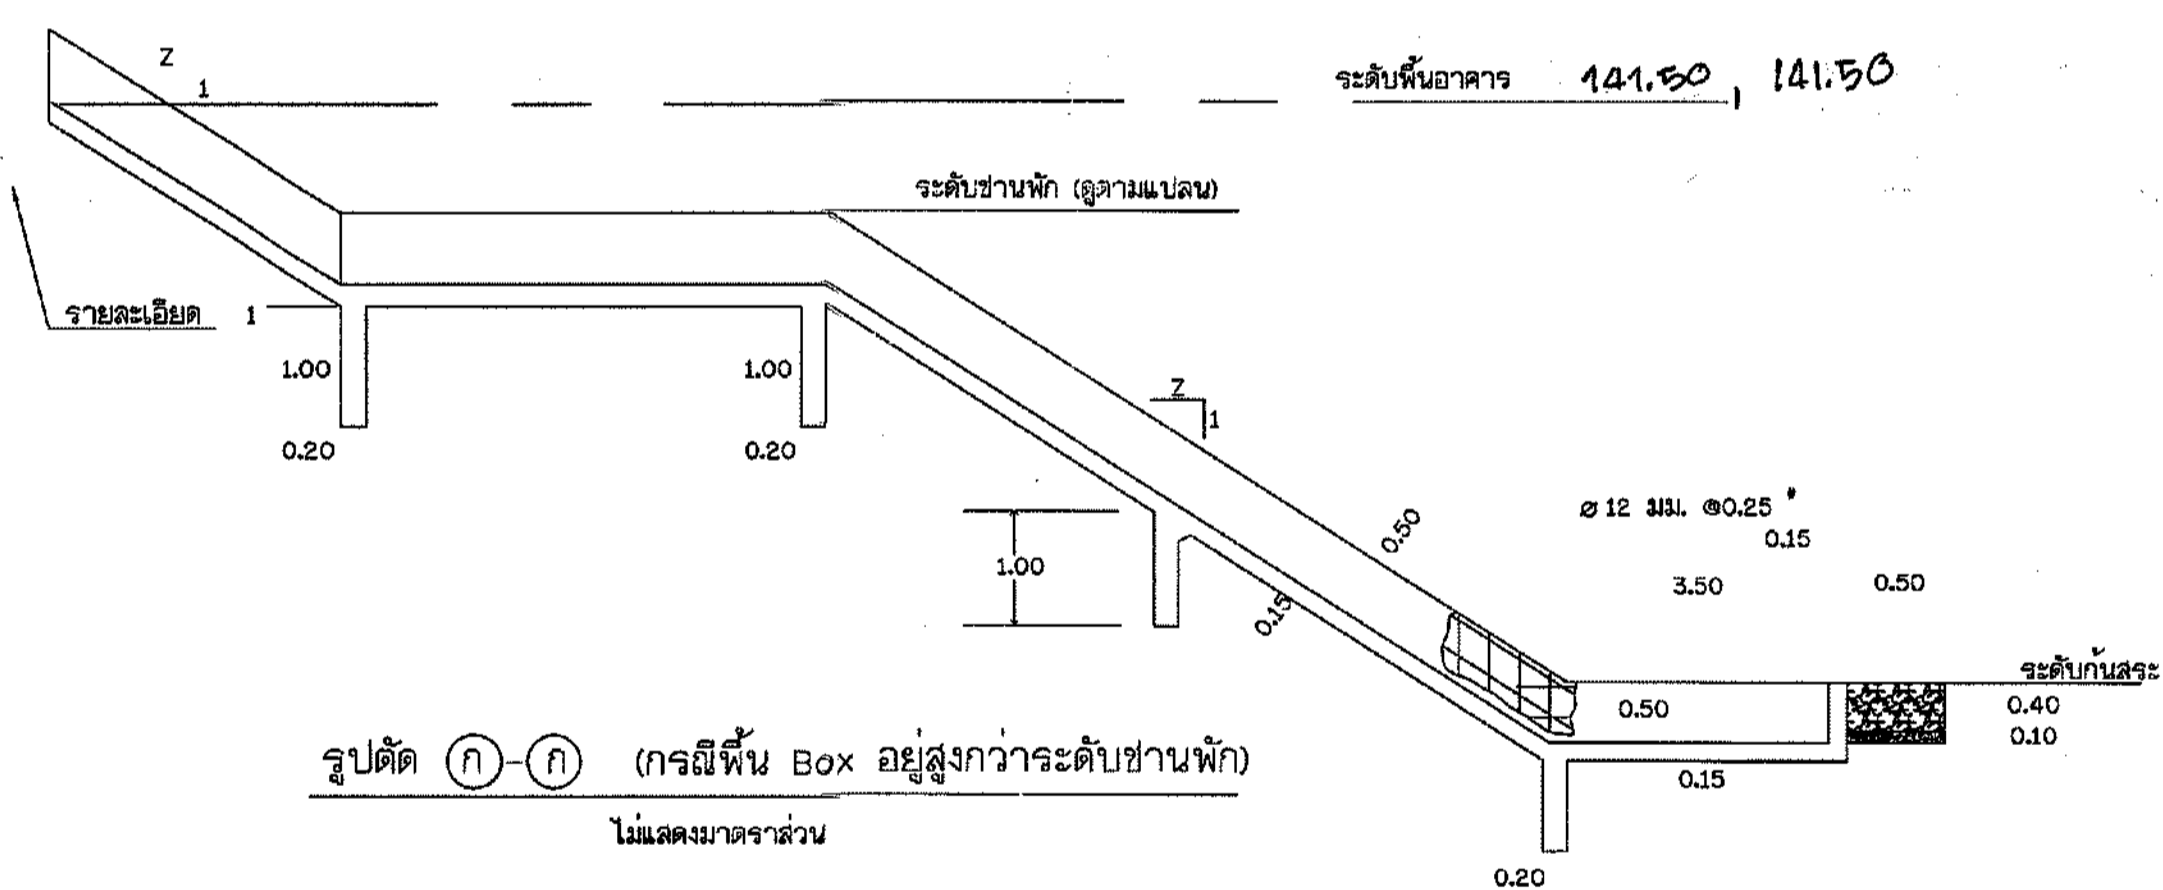 Z
1
ระดับพื้นอาคาร 141.50, 141.50
ระดับชานพัก (ดูตามแปลน)
รายละเอียด
1
1.00
1.00
0.20
0.20
Z
1
0.50
ø 12 มม. @0.25 #
0.15
3.50
0.50
1.00
0.15
ระดับก้นสระ
0.50
0.40
0.10
0.15
0.20
รูปตัด ก-ก (กรณีพื้น Box อยู่สูงกว่าระดับชานพัก)
ไม่แสดงมาตราส่วน